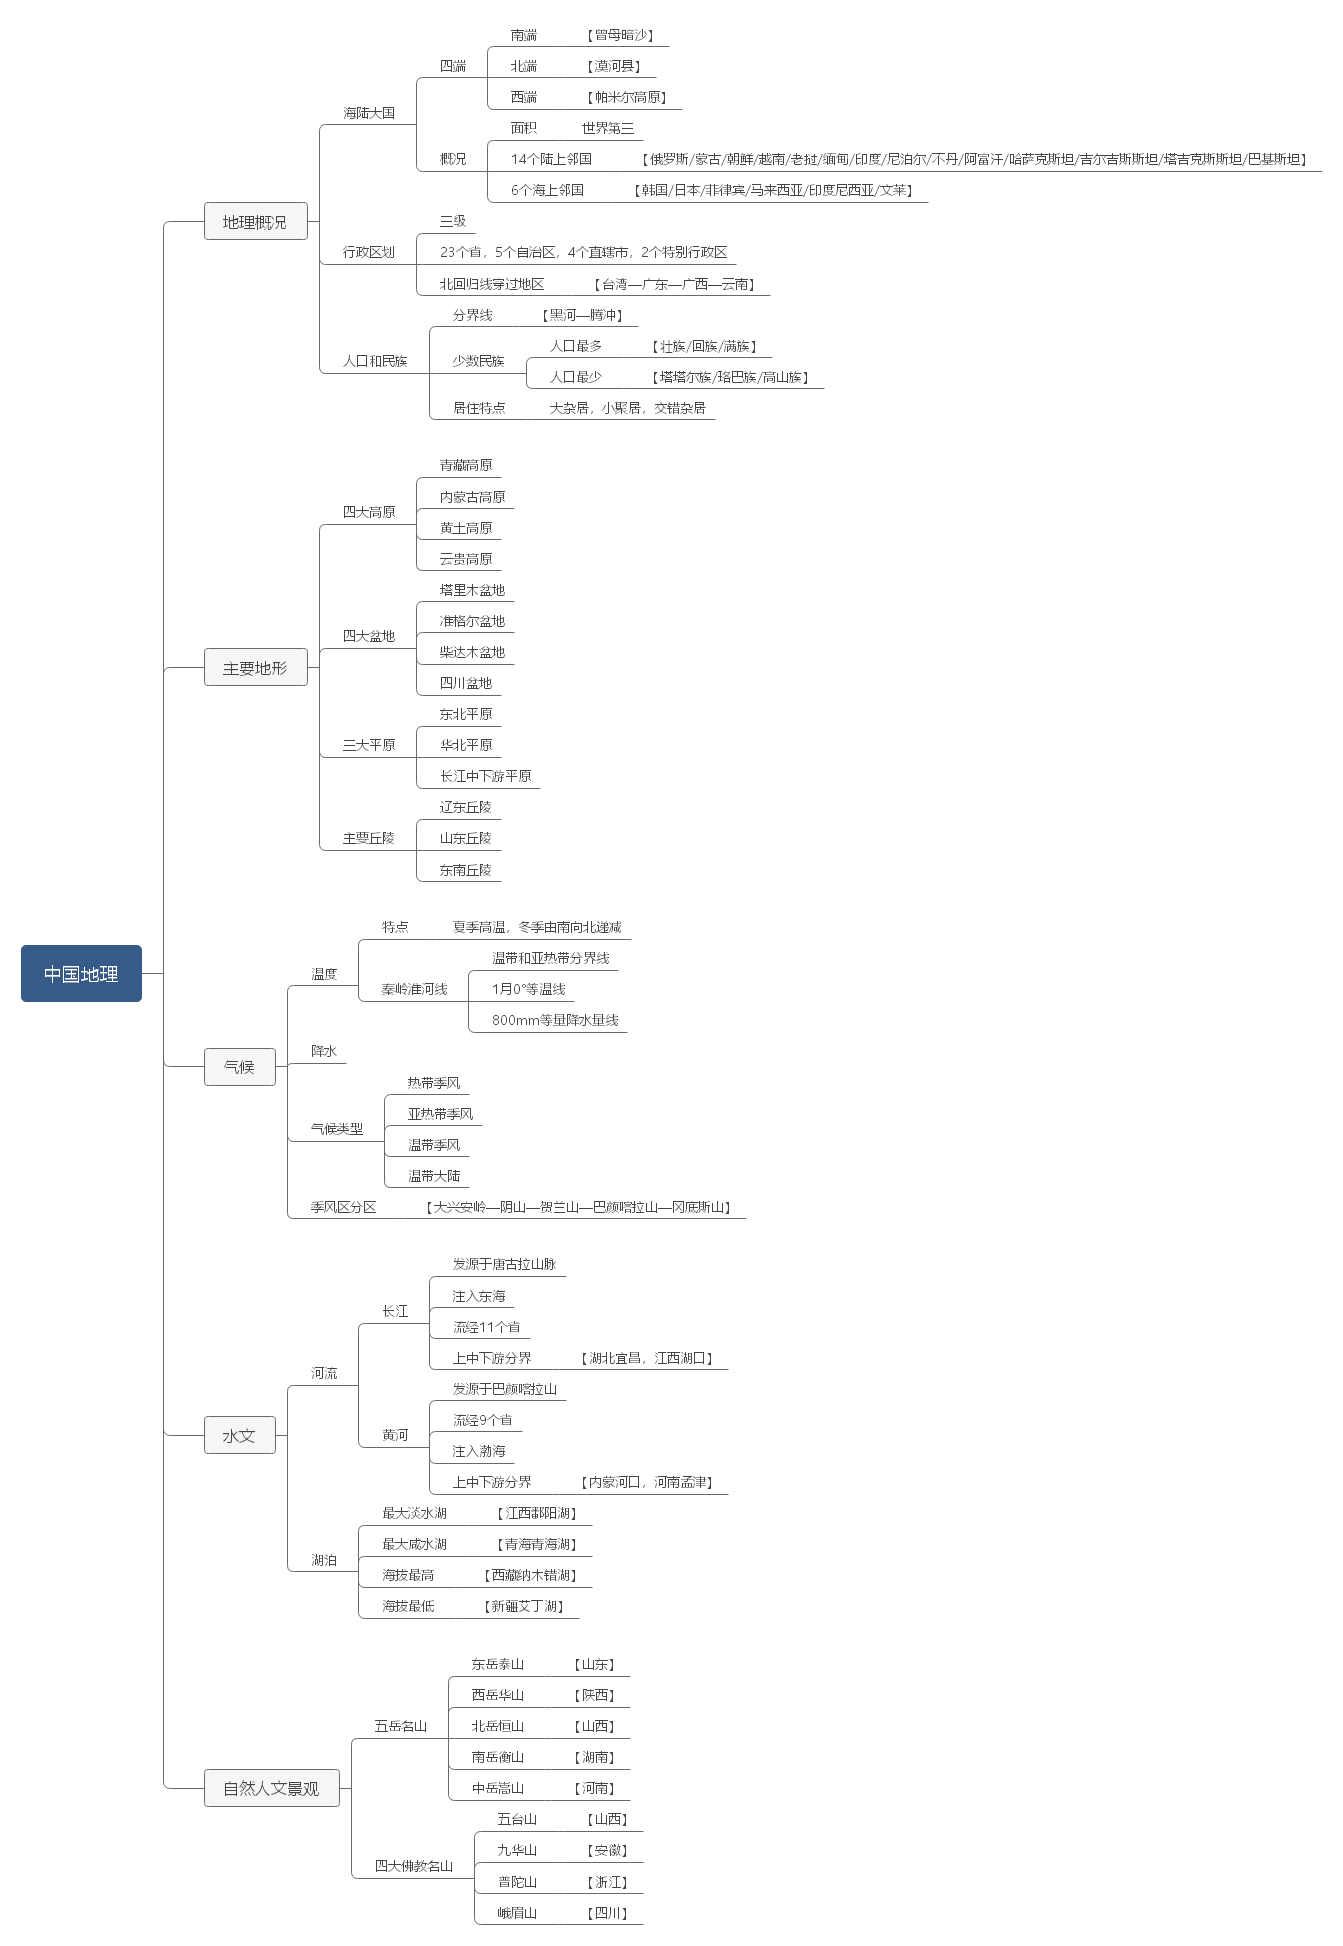 中国地理
地理概况
海陆大国
四端
南端 【曾母暗沙】
北端 【漠河县】
西端 【帕米尔高原】
概况
面积 世界第三
14个陆上邻国 【俄罗斯/蒙古/朝鲜/越南/老挝/缅甸/印度/尼泊尔/不丹/阿富汗/哈萨克斯坦/吉尔吉斯斯坦/塔吉克斯斯坦/巴基斯坦】
6个海上邻国 【韩国/日本/菲律宾/马来西亚/印度尼西亚/文莱】
行政区划
三级
23个省，5个自治区，4个直辖市，2个特别行政区
北回归线穿过地区 【台湾—广东—广西—云南】
人口和民族
分界线 【黑河—腾冲】
少数民族
人口最多 【壮族/回族/满族】
人口最少 【塔塔尔族/珞巴族/高山族】
居住特点 大杂居，小聚居，交错杂居
主要地形
四大高原
青藏高原
内蒙古高原
黄土高原
云贵高原
四大盆地
塔里木盆地
准格尔盆地
柴达木盆地
四川盆地
三大平原
东北平原
华北平原
长江中下游平原
主要丘陵
辽东丘陵
山东丘陵
东南丘陵
气候
温度
特点 夏季高温，冬季由南向北递减
秦岭淮河线
温带和亚热带分界线
1月0°等温线
800mm等量降水量线
降水
气候类型
热带季风
亚热带季风
温带季风
温带大陆
季风区分区 【大兴安岭—阴山—贺兰山—巴颜喀拉山—冈底斯山】
水文
河流
长江
发源于唐古拉山脉
注入东海
流经11个省
上中下游分界 【湖北宜昌，江西湖口】
黄河
发源于巴颜喀拉山
流经9个省
注入渤海
上中下游分界 【内蒙河口，河南孟津】
湖泊
最大淡水湖 【江西鄱阳湖】
最大咸水湖 【青海青海湖】
海拔最高 【西藏纳木错湖】
海拔最低 【新疆艾丁湖】
自然人文景观
五岳名山
东岳泰山 【山东】
西岳华山 【陕西】
北岳恒山 【山西】
南岳衡山 【湖南】
中岳嵩山 【河南】
四大佛教名山
五台山 【山西】
九华山 【安徽】
普陀山 【浙江】
峨眉山 【四川】